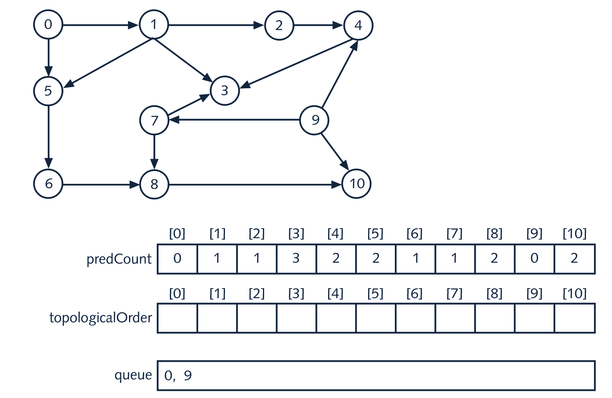 0 1 2 4
5 3
7 9
6 8 10
[0] [1] [2] [3] [4] [5] [6] [7] [8] [9] [10]
predCount 0 1 1 3 2 2 1 1 2 0 2
[0] [1] [2] [3] [4] [5] [6] [7] [8] [9] [10]
topologicalOrder
queue 0, 9